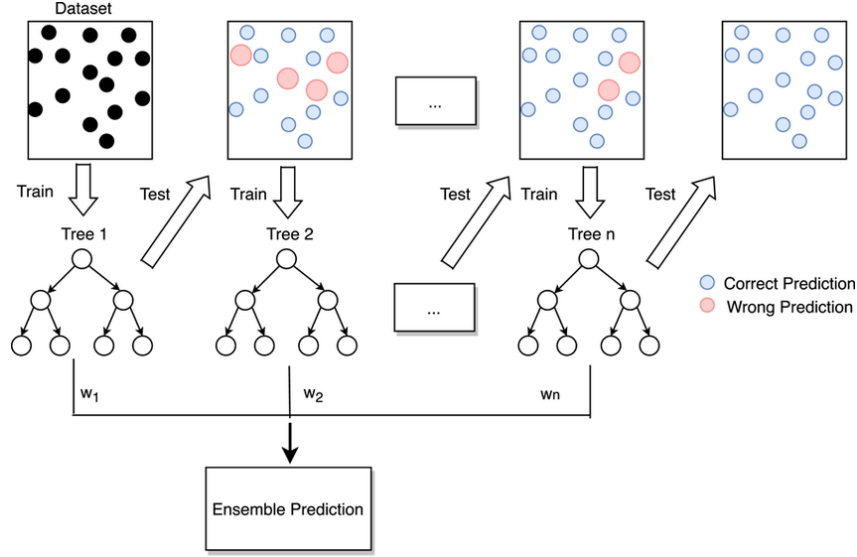 Dataset
...
Train
Test
Train
Test
Train
Test
Tree 1
Tree 2
Tree n
Correct Prediction
Wrong Prediction
...
w1
w2
wn
Ensemble Prediction